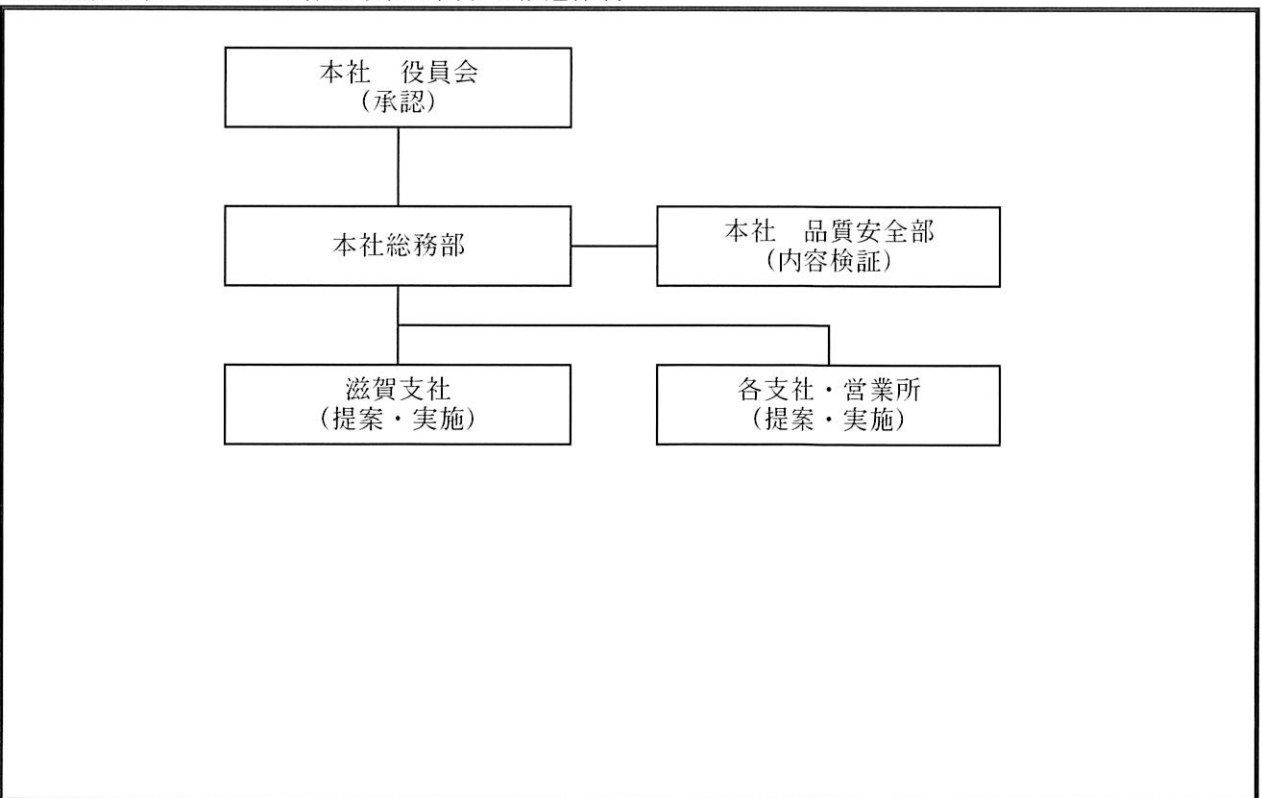 本社　役員会
（承認）
本社総務部
本社　品質安全部
（内容検証）
滋賀支社
（提案・実施）
各支社・営業所
（提案・実施）